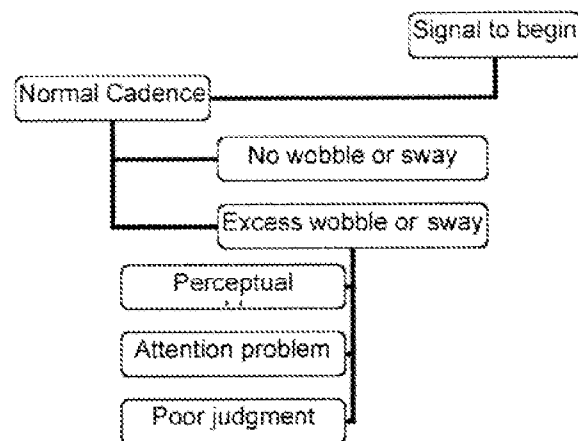 Signal to begin
Normal Cadence
No wobble or sway
Excess wobble or sway
Perceptual
Attention problem
Poor judgment